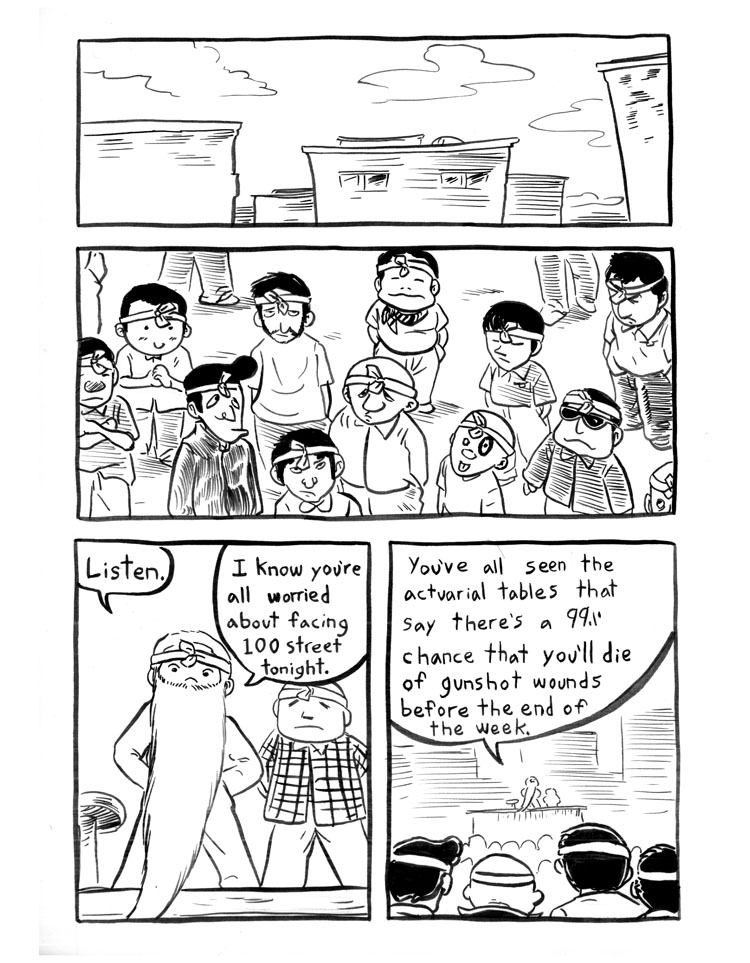 Listen.
I know you're
all worried
about facing
100 street
tonight.
You've all seen the
actuarial tables that
say there's a 99%
chance that you'll die
of gunshot wounds
before the end of
the week.